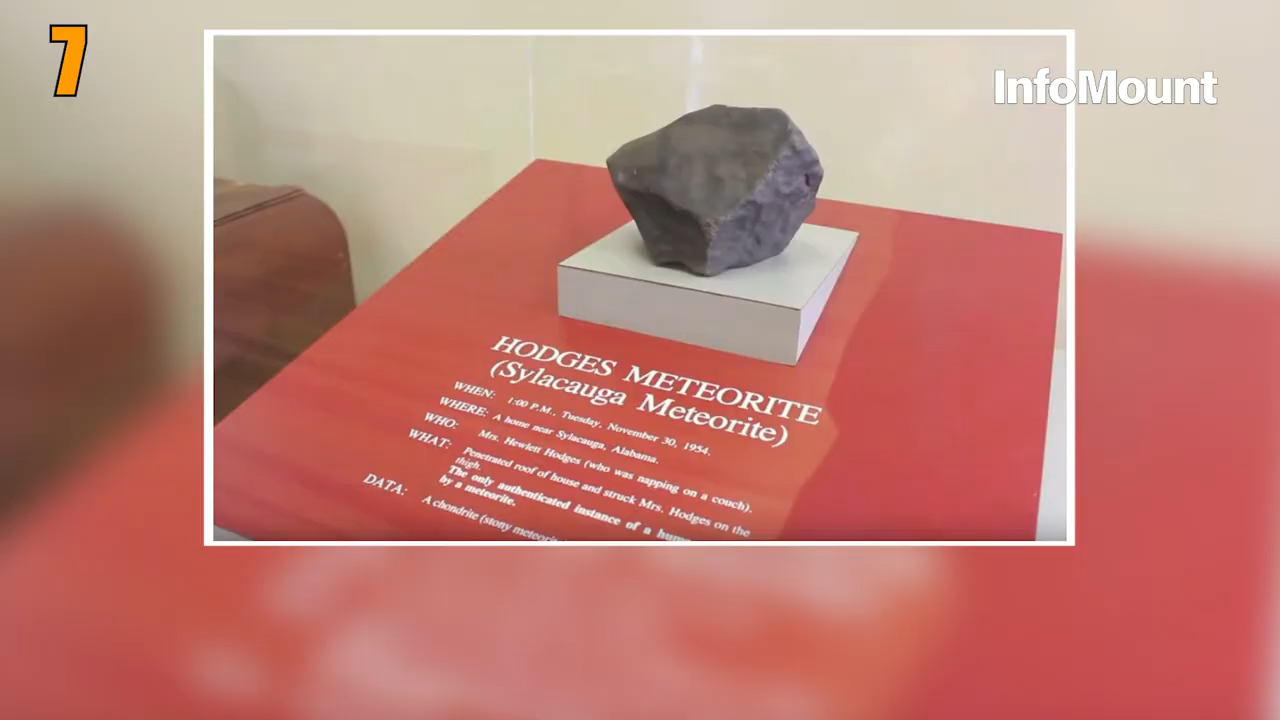 7
InfoMount
HODGES METEORITE
(Sylacauga Meteorite)
WHEN: 1:00 P.M., Tuesday, November 30, 1954.
WHERE: A home near Sylacauga, Alabama.
WHO: Mrs. Hewlett Hodges (who was napping on a couch).
WHAT: Penetrated roof of house and struck Mrs. Hodges on the
thigh.
The only authenticated instance of a
by a meteorite.
DATA: A chondrite (stony